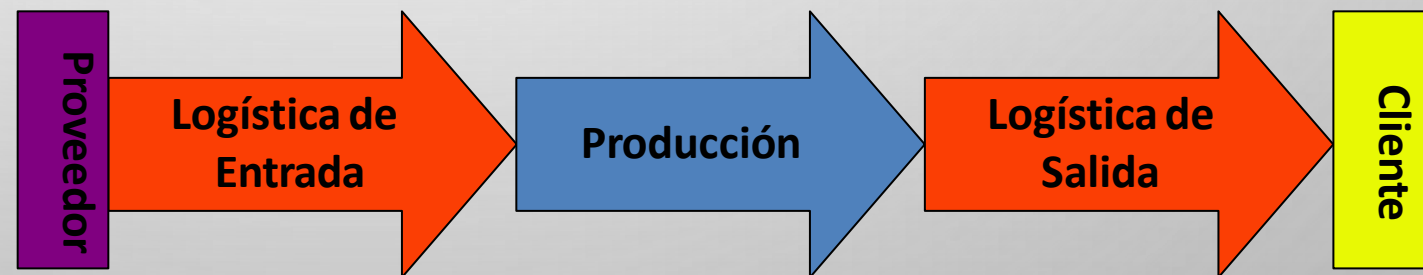 Proveedor
Logística de
Entrada
Producción
Logística de
Salida
Cliente